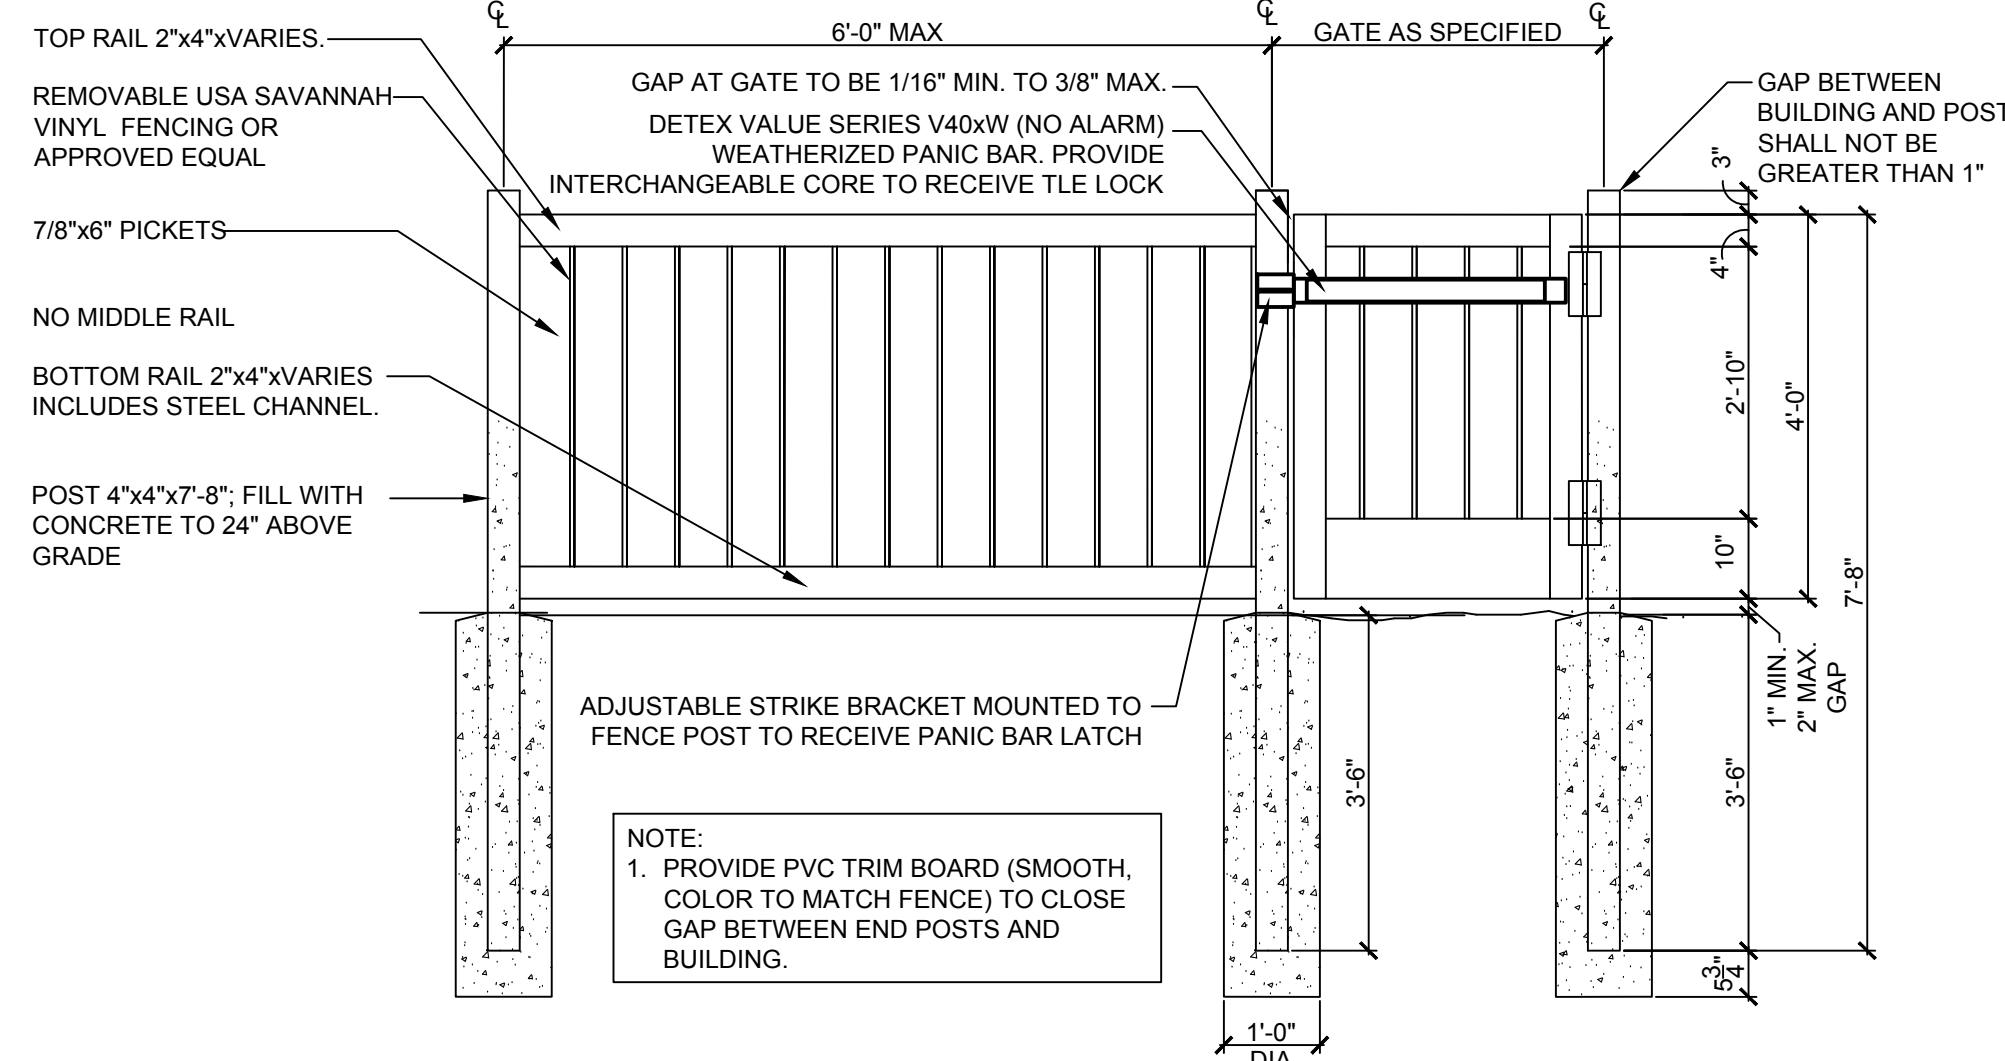 ℄
℄
℄
6'-0" MAX
GATE AS SPECIFIED
TOP RAIL 2"x4"xVARIES.
REMOVABLE USA SAVANNAH
VINYL FENCING OR
APPROVED EQUAL
7/8"x6" PICKETS
NO MIDDLE RAIL
BOTTOM RAIL 2"x4"xVARIES
INCLUDES STEEL CHANNEL.
POST 4"x4"x7'-8"; FILL WITH
CONCRETE TO 24" ABOVE
GRADE
GAP AT GATE TO BE 1/16" MIN. TO 3/8" MAX.
DETEX VALUE SERIES V40xW (NO ALARM)
WEATHERIZED PANIC BAR. PROVIDE
INTERCHANGEABLE CORE TO RECEIVE TLE LOCK
GAP BETWEEN
BUILDING AND POST
SHALL NOT BE
GREATER THAN 1"
3"
4"
2'-10"
4'-0"
10"
7'-8"
1" MIN.
2" MAX.
GAP
3'-6"
3'-6"
5 3/4"
ADJUSTABLE STRIKE BRACKET MOUNTED TO
FENCE POST TO RECEIVE PANIC BAR LATCH
NOTE:
1. PROVIDE PVC TRIM BOARD (SMOOTH,
COLOR TO MATCH FENCE) TO CLOSE
GAP BETWEEN END POSTS AND
BUILDING.
1'-0"
DIA